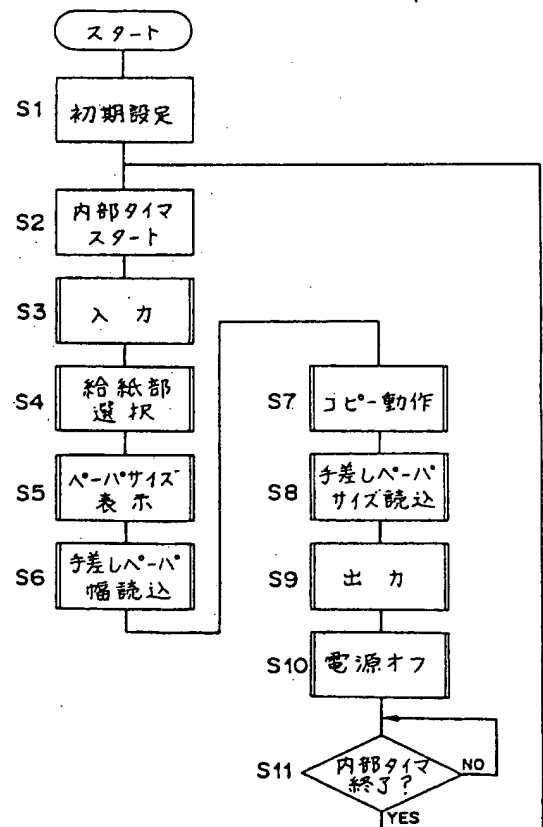 スタート
S1
初期設定
S2
内部タイマ
スタート
S3
入力
S4
給紙部
選択
S5
ペーパサイズ
表示
S6
手差しペーパ
幅読込
S7
コピー動作
S8
手差しペーパ
サイズ読込
S9
出力
S10
電源オフ
S11
内部タイマ
終了?
NO
YES